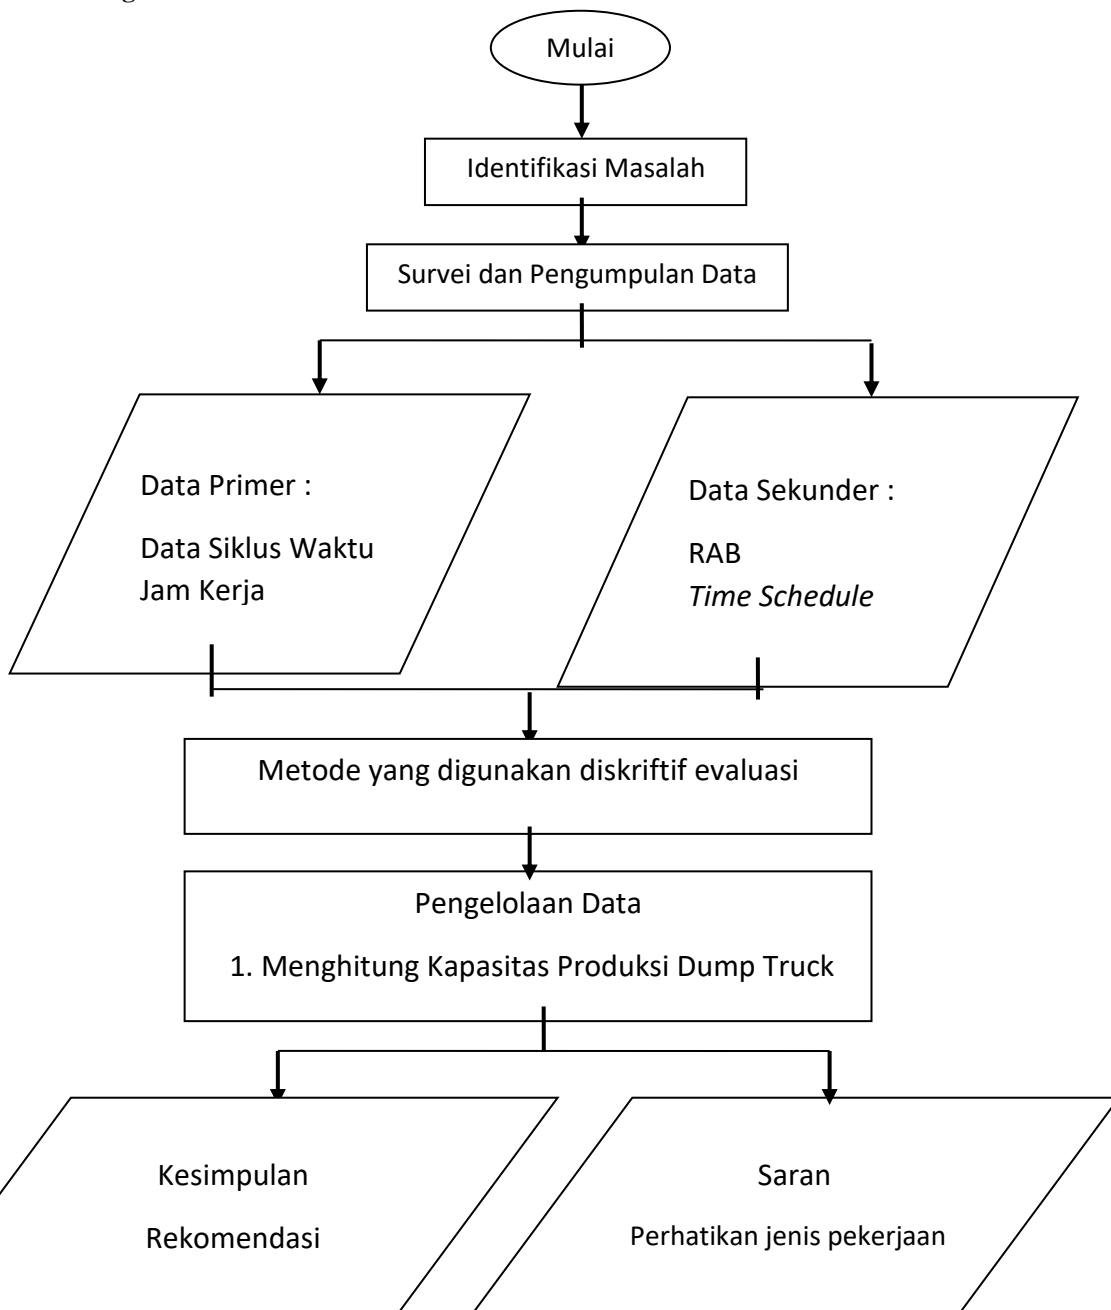 Mulai
Identifikasi Masalah
Survei dan Pengumpulan Data
Data Primer :
Data Siklus Waktu
Jam Kerja
Data Sekunder :
RAB
Time Schedule
Metode yang digunakan diskriftif evaluasi
Pengelolaan Data
1. Menghitung Kapasitas Produksi Dump Truck
Kesimpulan
Rekomendasi
Saran
Perhatikan jenis pekerjaan